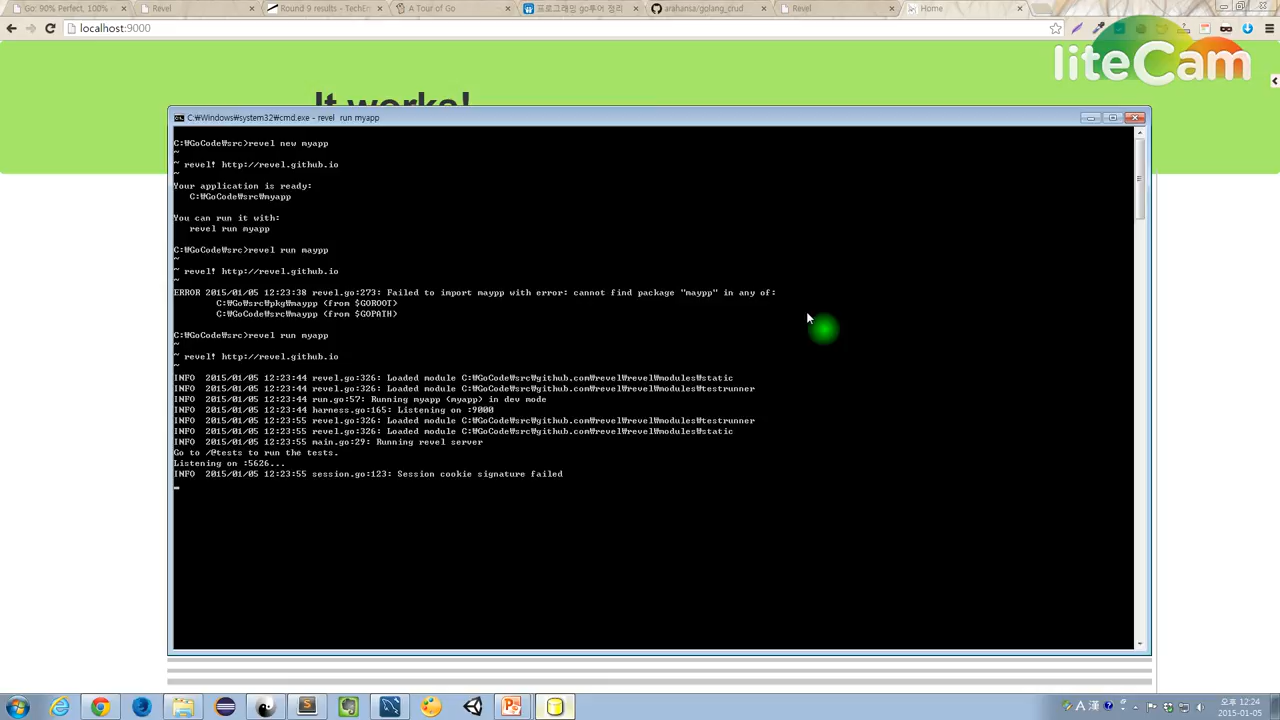 Go: 90% Perfect, 100%
Revel
Round 9 results - TechEm
A Tour of Go
프로그래밍 go투어 정리
arahansa/golang_crud
Revel
Home
localhost:9000
liteCam
It works!
C:\Windows\system32\cmd.exe - revel  run myapp
C:\GoCode\src>revel new myapp
~
~ revel! http://revel.github.io
~
Your application is ready:
   C:\GoCode\src\myapp
You can run it with:
   revel run myapp
C:\GoCode\src>revel run maypp
~
~ revel! http://revel.github.io
~
ERROR 2015/01/05 12:23:38 revel.go:273: Failed to import maypp with error: cannot find package "maypp" in any of:
        C:\Go\src\pkg\maypp (from $GOROOT)
        C:\GoCode\src\maypp (from $GOPATH)
C:\GoCode\src>revel run myapp
~
~ revel! http://revel.github.io
~
INFO  2015/01/05 12:23:44 revel.go:326: Loaded module C:\GoCode\src\github.com\revel\revel\modules\static
INFO  2015/01/05 12:23:44 revel.go:326: Loaded module C:\GoCode\src\github.com\revel\revel\modules\testrunner
INFO  2015/01/05 12:23:44 run.go:57: Running myapp (myapp) in dev mode
INFO  2015/01/05 12:23:44 harness.go:165: Listening on :9000
INFO  2015/01/05 12:23:55 revel.go:326: Loaded module C:\GoCode\src\github.com\revel\revel\modules\testrunner
INFO  2015/01/05 12:23:55 revel.go:326: Loaded module C:\GoCode\src\github.com\revel\revel\modules\static
INFO  2015/01/05 12:23:55 main.go:29: Running revel server
Go to /@tests to run the tests.
Listening on :5626...
INFO  2015/01/05 12:23:55 session.go:123: Session cookie signature failed
A 漢
오후 12:24
2015-01-05